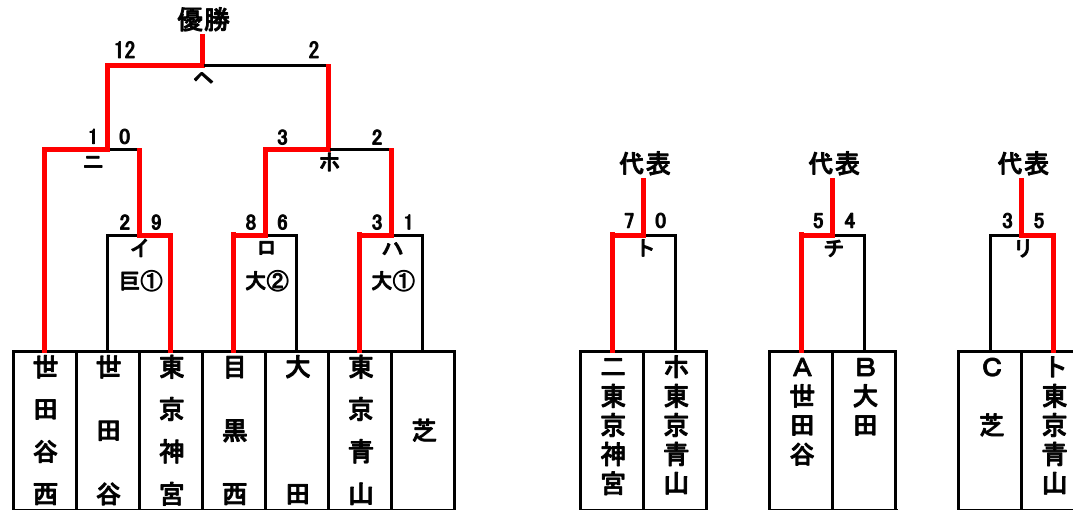 優勝
12 2
ヘ
1 0 3 2
ニ ホ
代表 代表 代表
2 9 8 6 3 1 7 0 5 4 3 5
イ ロ ハ ト チ リ
巨① 大② 大①
世田谷西
世田谷
東京神宮
目黒西
大田
東京青山
芝
ニ東京神宮
ホ東京青山
A世田谷
B大田
C芝
ト東京青山